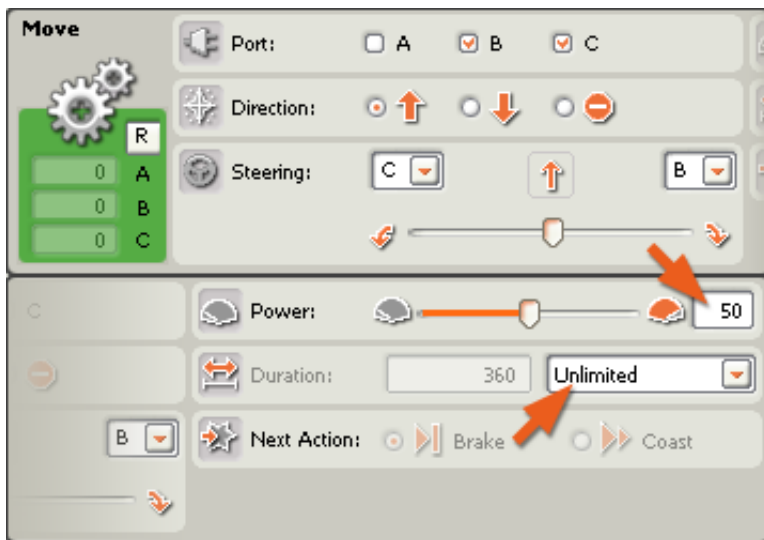 Move
Port: A B C
Direction:
R
0 A
Steering: C B
0 B
0 C
C Power: 50
Duration: 360 Unlimited
B Next Action: Brake Coast